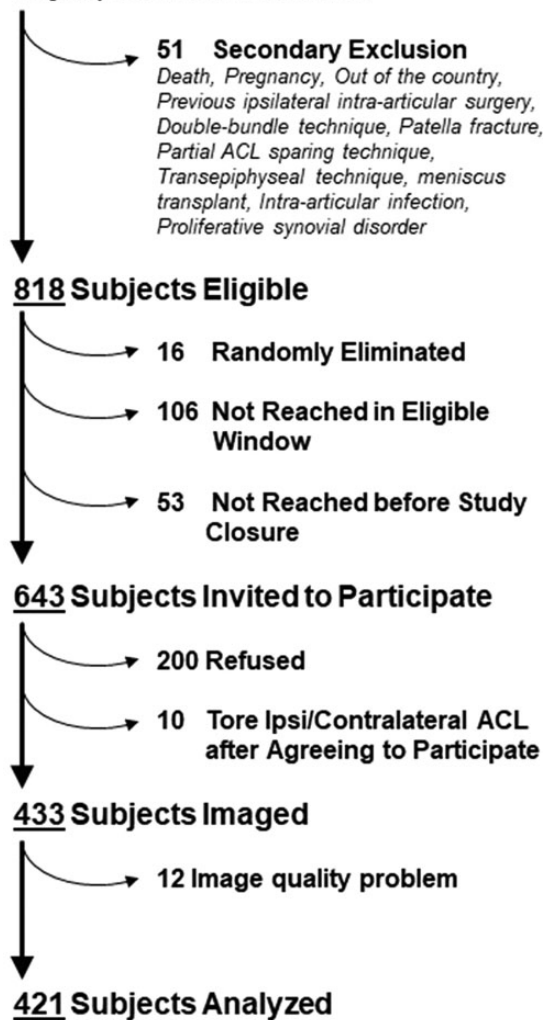 51 Secondary Exclusion
Death, Pregnancy, Out of the country,
Previous ipsilateral intra-articular surgery,
Double-bundle technique, Patella fracture,
Partial ACL sparing technique,
Transepiphyseal technique, meniscus
transplant, Intra-articular infection,
Proliferative synovial disorder
818 Subjects Eligible
16 Randomly Eliminated
106 Not Reached in Eligible
Window
53 Not Reached before Study
Closure
643 Subjects Invited to Participate
200 Refused
10 Tore Ipsi/Contralateral ACL
after Agreeing to Participate
433 Subjects Imaged
12 Image quality problem
421 Subjects Analyzed